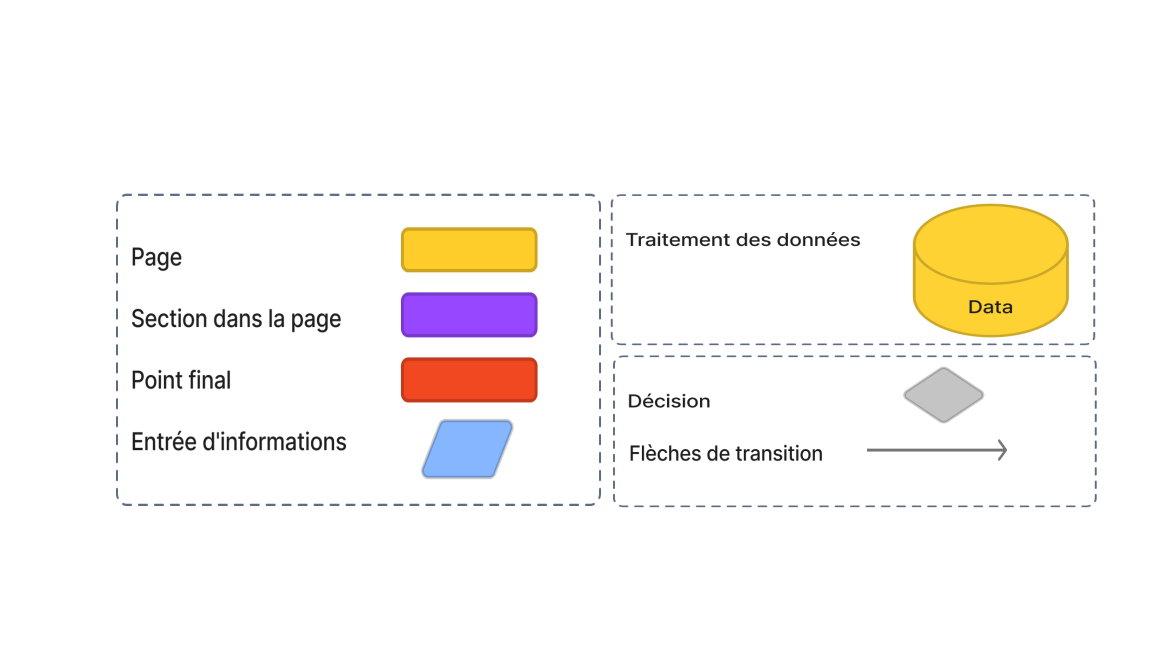 Page
Section dans la page
Point final
Entrée d'informations
Traitement des données
Data
Décision
Flèches de transition